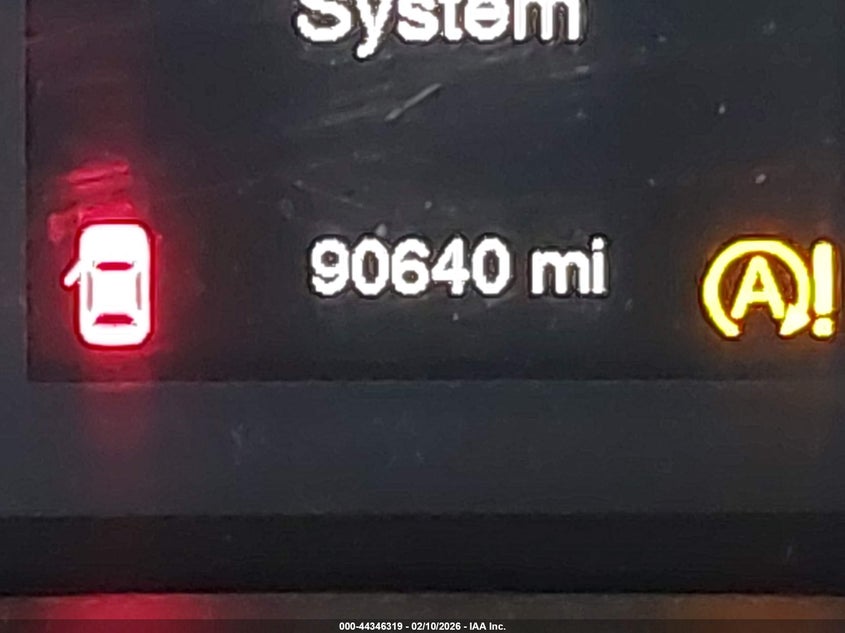 System
90640 mi
A!
000-44346319 - 02/10/2026 - IAA Inc.